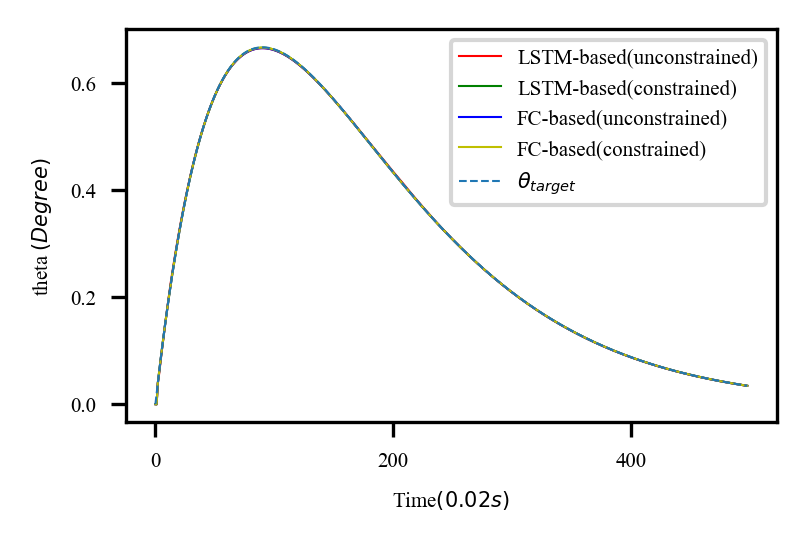 LSTM-based(unconstrained)
LSTM-based(constrained)
FC-based(unconstrained)
FC-based(constrained)
θtarget
0.6
0.4
0.2
0.0
theta (Degree)
0 200 400
Time(0.02s)